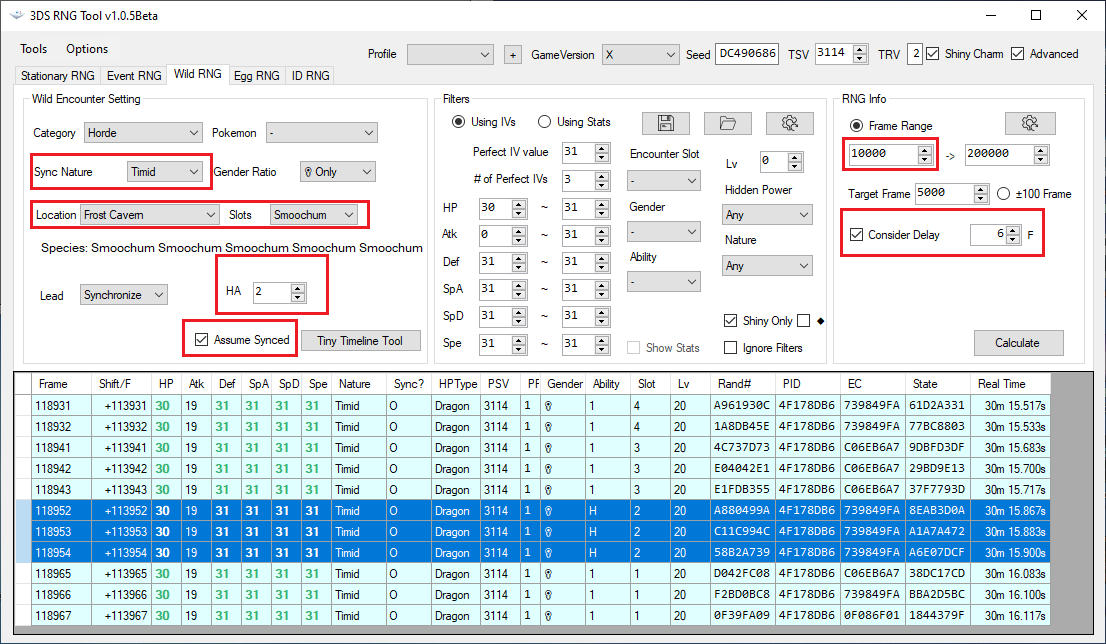 3DS RNG Tool v1.0.5Beta
Tools Options
Profile + GameVersion X Seed DC490686 TSV 3114 TRV 2 Shiny Charm Advanced
Stationary RNG Event RNG Wild RNG Egg RNG ID RNG
Wild Encounter Setting
Category Horde Pokemon -
Sync Nature Timid Gender Ratio ♀ Only
Location Frost Cavern Slots Smoochum
Species: Smoochum Smoochum Smoochum Smoochum Smoochum
Lead Synchronize HA 2
Assume Synced Tiny Timeline Tool
Filters
Using IVs Using Stats
Perfect IV value 31
# of Perfect IVs 3
HP 30 ~ 31
Atk 0 ~ 31
Def 31 ~ 31
SpA 31 ~ 31
SpD 31 ~ 31
Spe 31 ~ 31
Encounter Slot
-
Gender
-
Ability
-
Show Stats
Lv 0
Hidden Power
Any
Nature
Any
Shiny Only ◆
Ignore Filters
RNG Info
Frame Range
10000 -> 200000
Target Frame 5000 ±100 Frame
Consider Delay 6 F
Calculate
Frame Shift/F HP Atk Def SpA SpD Spe Nature Sync? HPType PSV PF Gender Ability Slot Lv Rand# PID EC State Real Time
118931 +113931 30 19 31 31 31 31 Timid O Dragon 3114 1 ♀ 1 4 20 A961930C 4F178DB6 739849FA 61D2A331 30m 15.517s
118932 +113932 30 19 31 31 31 31 Timid O Dragon 3114 1 ♀ 1 4 20 1A8DB45E 4F178DB6 739849FA 77BC8803 30m 15.533s
118941 +113941 30 19 31 31 31 31 Timid O Dragon 3114 1 ♀ 1 3 20 4C737D73 4F178DB6 C06EB6A7 9DBFD3DF 30m 15.683s
118942 +113942 30 19 31 31 31 31 Timid O Dragon 3114 1 ♀ 1 3 20 E04042E1 4F178DB6 C06EB6A7 29BD9E13 30m 15.700s
118943 +113943 30 19 31 31 31 31 Timid O Dragon 3114 1 ♀ 1 3 20 E1FDB355 4F178DB6 C06EB6A7 37F7793D 30m 15.717s
118952 +113952 30 19 31 31 31 31 Timid O Dragon 3114 1 ♀ H 2 20 A880499A 4F178DB6 739849FA 8EAB3D0A 30m 15.867s
118953 +113953 30 19 31 31 31 31 Timid O Dragon 3114 1 ♀ H 2 20 C11C994C 4F178DB6 739849FA A1A7A472 30m 15.883s
118954 +113954 30 19 31 31 31 31 Timid O Dragon 3114 1 ♀ H 2 20 58B2A739 4F178DB6 739849FA A6E07DCF 30m 15.900s
118965 +113965 30 19 31 31 31 31 Timid O Dragon 3114 1 ♀ 1 1 20 D042FC08 4F178DB6 C06EB6A7 38DC17CD 30m 16.083s
118966 +113966 30 19 31 31 31 31 Timid O Dragon 3114 1 ♀ 1 1 20 F2BD0BC8 4F178DB6 C06EB6A7 BBA2D5BC 30m 16.100s
118967 +113967 30 19 31 31 31 31 Timid O Dragon 3114 1 ♀ 1 1 20 0F39FA09 4F178DB6 0F086F01 1844379F 30m 16.117s